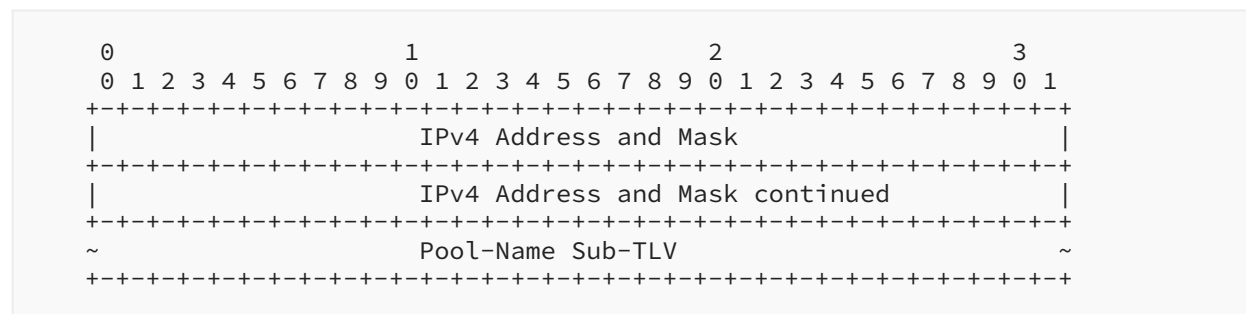 0                   1                   2                   3
 0 1 2 3 4 5 6 7 8 9 0 1 2 3 4 5 6 7 8 9 0 1 2 3 4 5 6 7 8 9 0 1
+-+-+-+-+-+-+-+-+-+-+-+-+-+-+-+-+-+-+-+-+-+-+-+-+-+-+-+-+-+-+-+-+
|                     IPv4 Address and Mask                     |
+-+-+-+-+-+-+-+-+-+-+-+-+-+-+-+-+-+-+-+-+-+-+-+-+-+-+-+-+-+-+-+-+
|                     IPv4 Address and Mask continued           |
+-+-+-+-+-+-+-+-+-+-+-+-+-+-+-+-+-+-+-+-+-+-+-+-+-+-+-+-+-+-+-+-+
~                     Pool-Name Sub-TLV                         ~
+-+-+-+-+-+-+-+-+-+-+-+-+-+-+-+-+-+-+-+-+-+-+-+-+-+-+-+-+-+-+-+-+